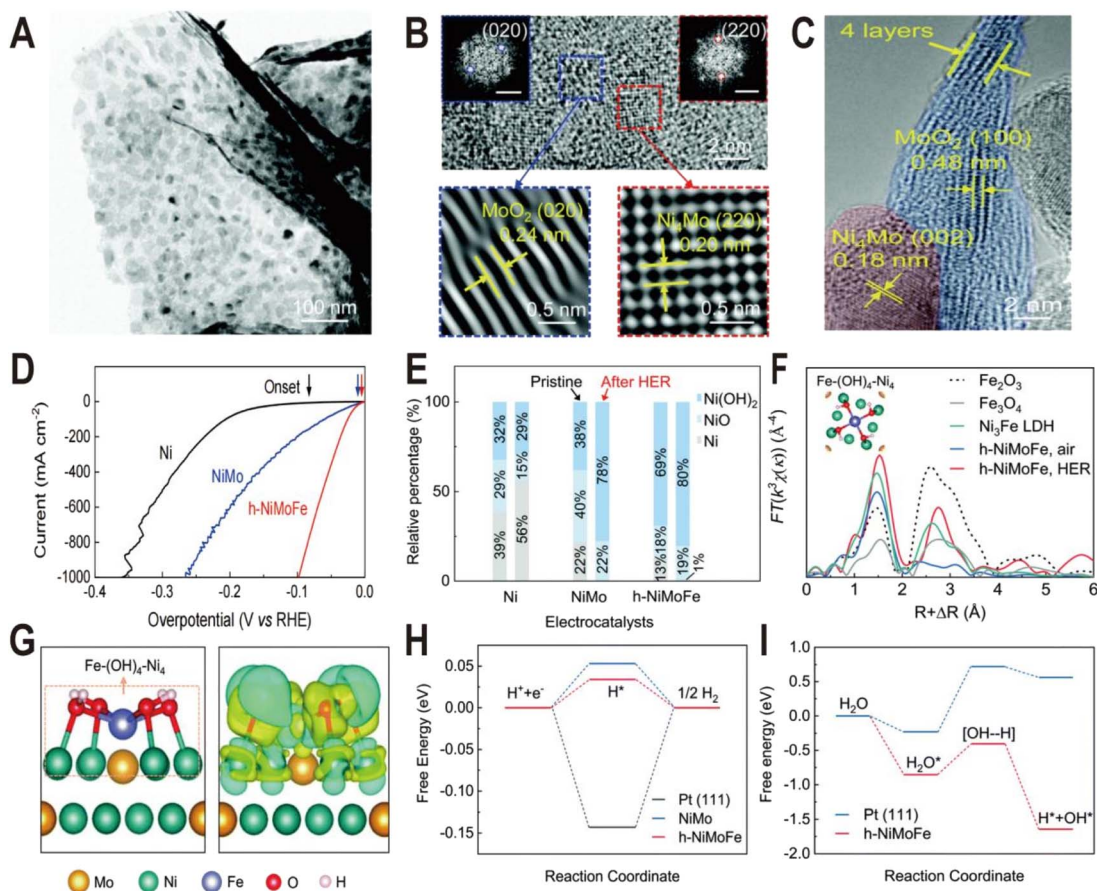 A
100 nm
B
(020)
(220)
2 nm
MoO₂ (020)
0.24 nm
0.5 nm
Ni₄Mo (220)
0.20 nm
0.5 nm
C
4 layers
MoO₂ (100)
0.48 nm
Ni₄Mo (002)
0.18 nm
2 nm
D
Onset
0
-200
-400
-600
-800
-1000
Current (mA cm⁻²)
Ni
NiMo
h-NiMoFe
-0.4
-0.3
-0.2
-0.1
0.0
Overpotential (V vs RHE)
E
Pristine
After HER
Relative percentage (%)
100
50
0
32%
29%
39%
29%
15%
56%
38%
40%
22%
78%
22%
69%
18%
13%
80%
19%
1%
Ni(OH)₂
NiO
Ni
Ni
NiMo
h-NiMoFe
Electrocatalysts
F
Fe-(OH)₄-Ni₄
Fe₂O₃
Fe₃O₄
Ni₃Fe LDH
h-NiMoFe, air
h-NiMoFe, HER
FT(k³χ(κ)) (Å⁻⁴)
0
1
2
3
4
5
6
R+ΔR (Å)
G
Fe-(OH)₄-Ni₄
Mo
Ni
Fe
O
H
H
Free Energy (eV)
0.05
0.00
-0.05
-0.10
-0.15
H⁺+e⁻
H*
1/2 H₂
Pt (111)
NiMo
h-NiMoFe
Reaction Coordinate
I
Free energy (eV)
1.0
0.5
0.0
-0.5
-1.0
-1.5
-2.0
H₂O
H₂O*
[OH--H]
H*+OH*
Pt (111)
h-NiMoFe
Reaction Coordinate